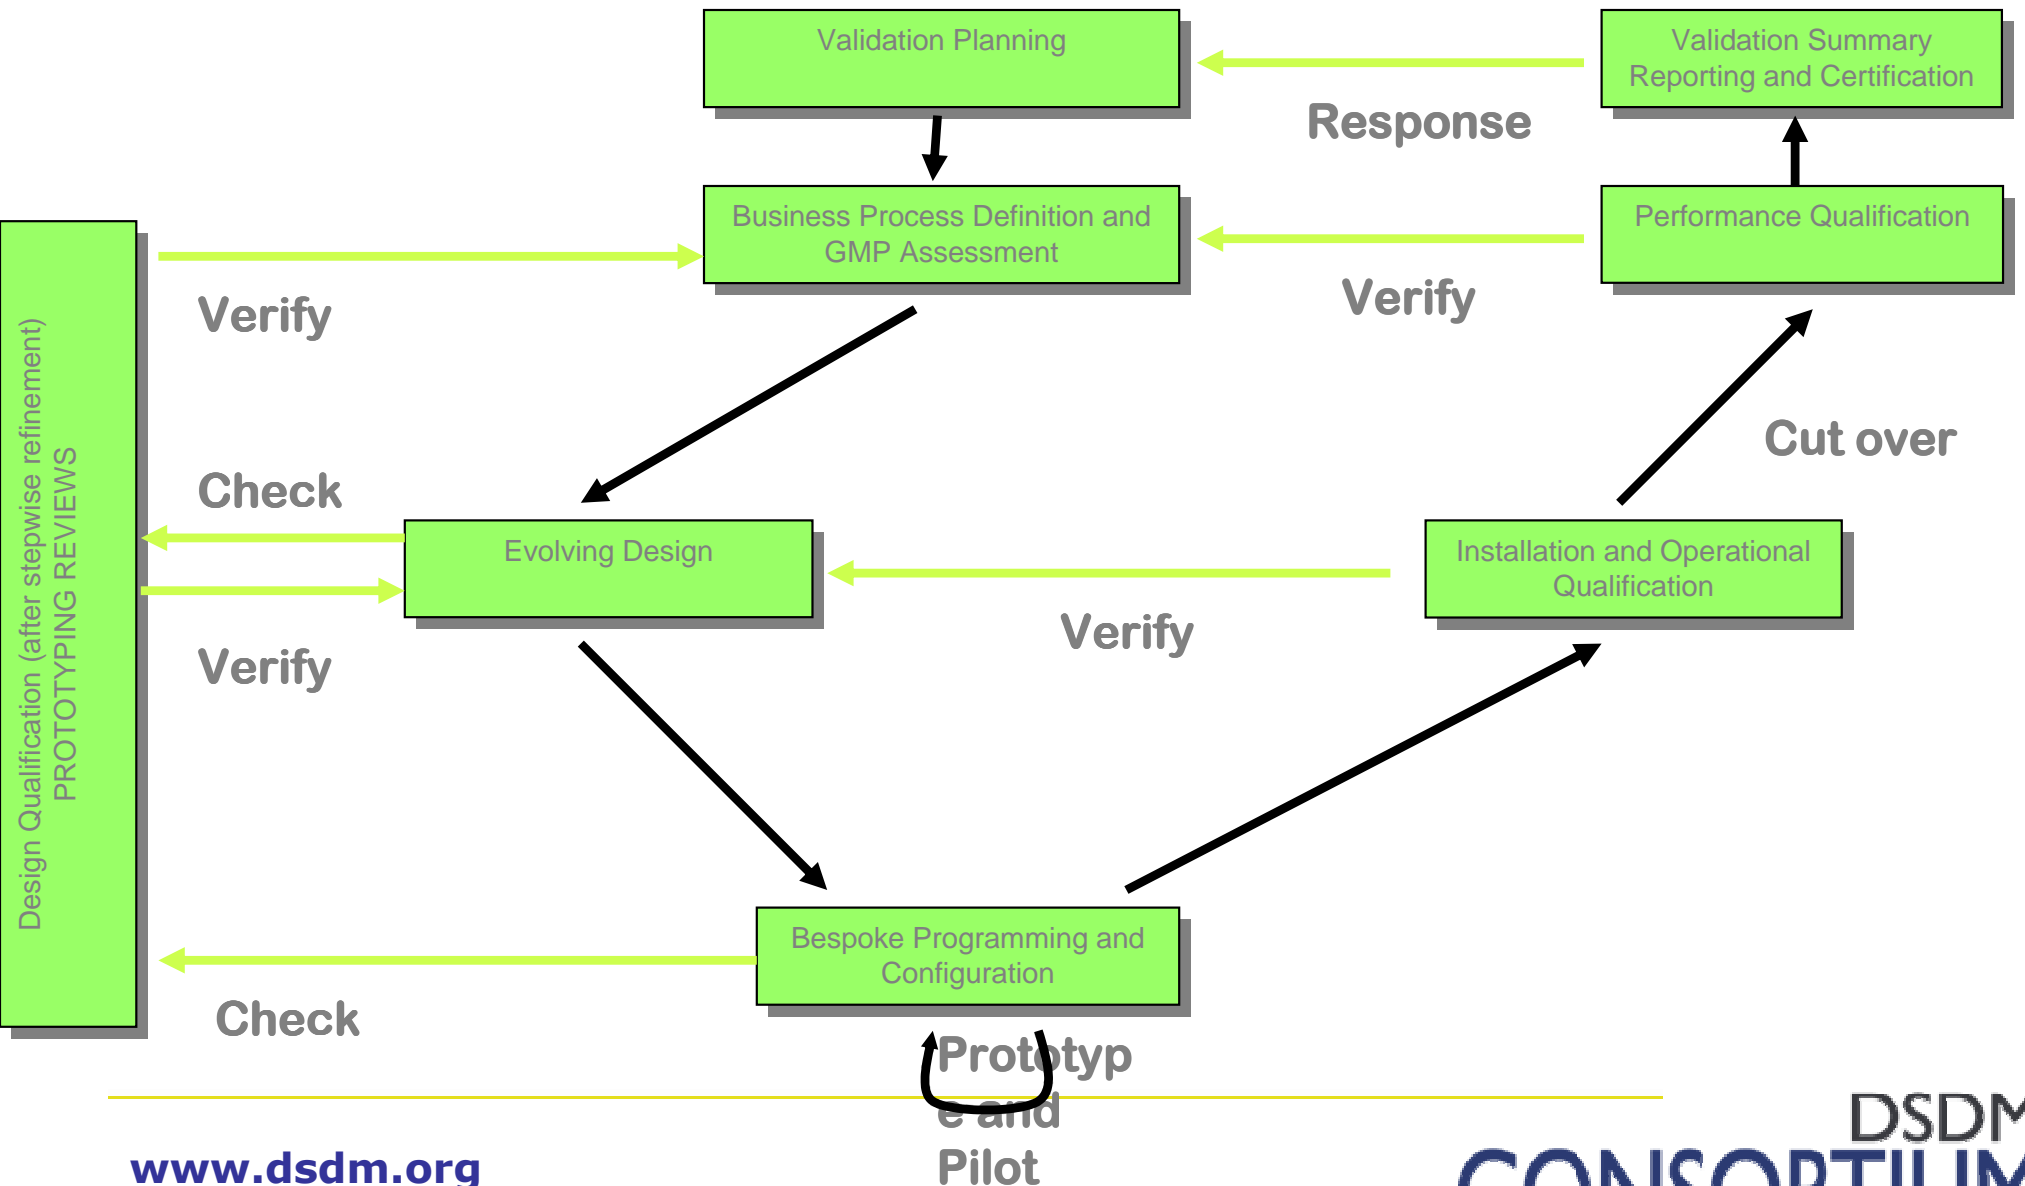 Validation Planning
Validation Summary
Reporting and Certification
Response
Business Process Definition and
GMP Assessment
Performance Qualification
Verify
Verify
Design Qualification (after stepwise refinement)
PROTOTYPING REVIEWS
Cut over
Check
Evolving Design
Installation and Operational
Qualification
Verify
Verify
Bespoke Programming and
Configuration
Check
Prototyp
e and
Pilot
www.dsdm.org
DSDM
CONSORTIUM